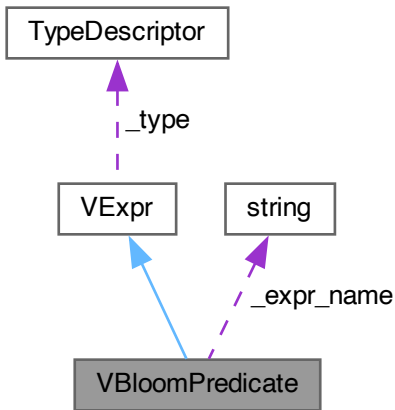 TypeDescriptor
_type
VExpr
string
_expr_name
VBloomPredicate